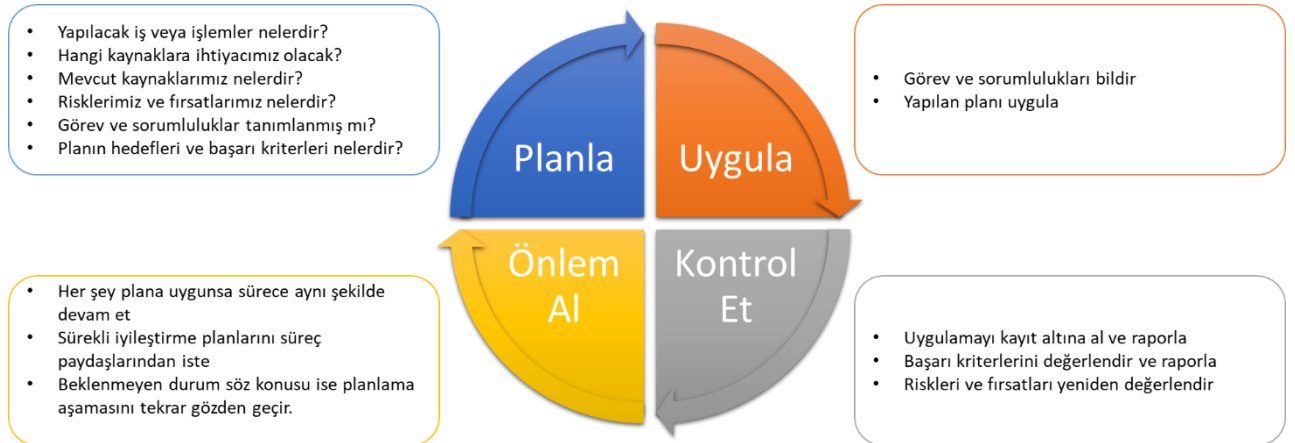 • Yapılacak iş veya işlemler nelerdir?
• Hangi kaynaklara ihtiyacımız olacak?
• Mevcut kaynaklarımız nelerdir?
• Risklerimiz ve fırsatlarımız nelerdir?
• Görev ve sorumluluklar tanımlanmış mı?
• Planın hedefleri ve başarı kriterleri nelerdir?
Planla
Uygula
• Görev ve sorumlulukları bildir
• Yapılan planı uygula
• Her şey plana uygunsa sürece aynı şekilde
devam et
• Sürekli iyileştirme planlarını süreç
paydaşlarından iste
• Beklenmeyen durum söz konusu ise planlama
aşamasını tekrar gözden geçir.
Önlem
Al
Kontrol
Et
• Uygulamayı kayıt altına al ve raporla
• Başarı kriterlerini değerlendir ve raporla
• Riskleri ve fırsatları yeniden değerlendir